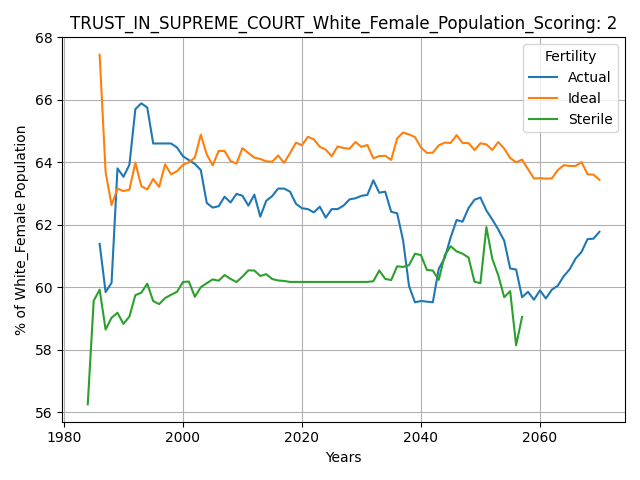 TRUST_IN_SUPREME_COURT_White_Female_Population_Scoring: 2
Fertility
Actual
Ideal
Sterile
% of White_Female Population
68
66
64
62
60
58
56
1980
2000
2020
2040
2060
Years